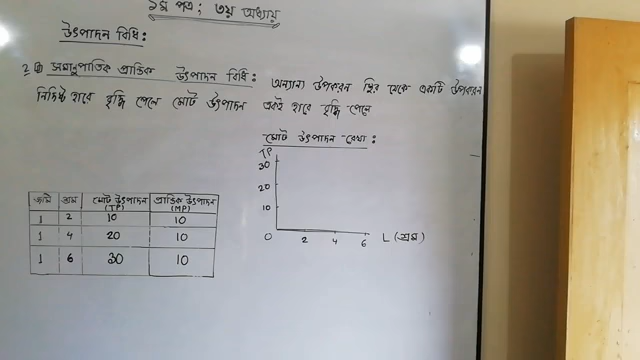 ১ম পত্র; ৩য় অধ্যায়
উৎপাদন বিধি:
২। সমানুপাতিক প্রান্তিক উৎপাদন বিধি: অন্যান্য উপকরন স্থির থেকে একটি উপকরন
নির্দিষ্ট হারে বৃদ্ধি পেলে মোট উৎপাদন একই হারে বৃদ্ধি পেলে
মোট উৎপাদন রেখা:
TP
30
20
10
0 2 4 6 L (শ্রম)
জমি শ্রম মোট উৎপাদন (TP) প্রান্তিক উৎপাদন (MP)
1 2 10 10
1 4 20 10
1 6 30 10